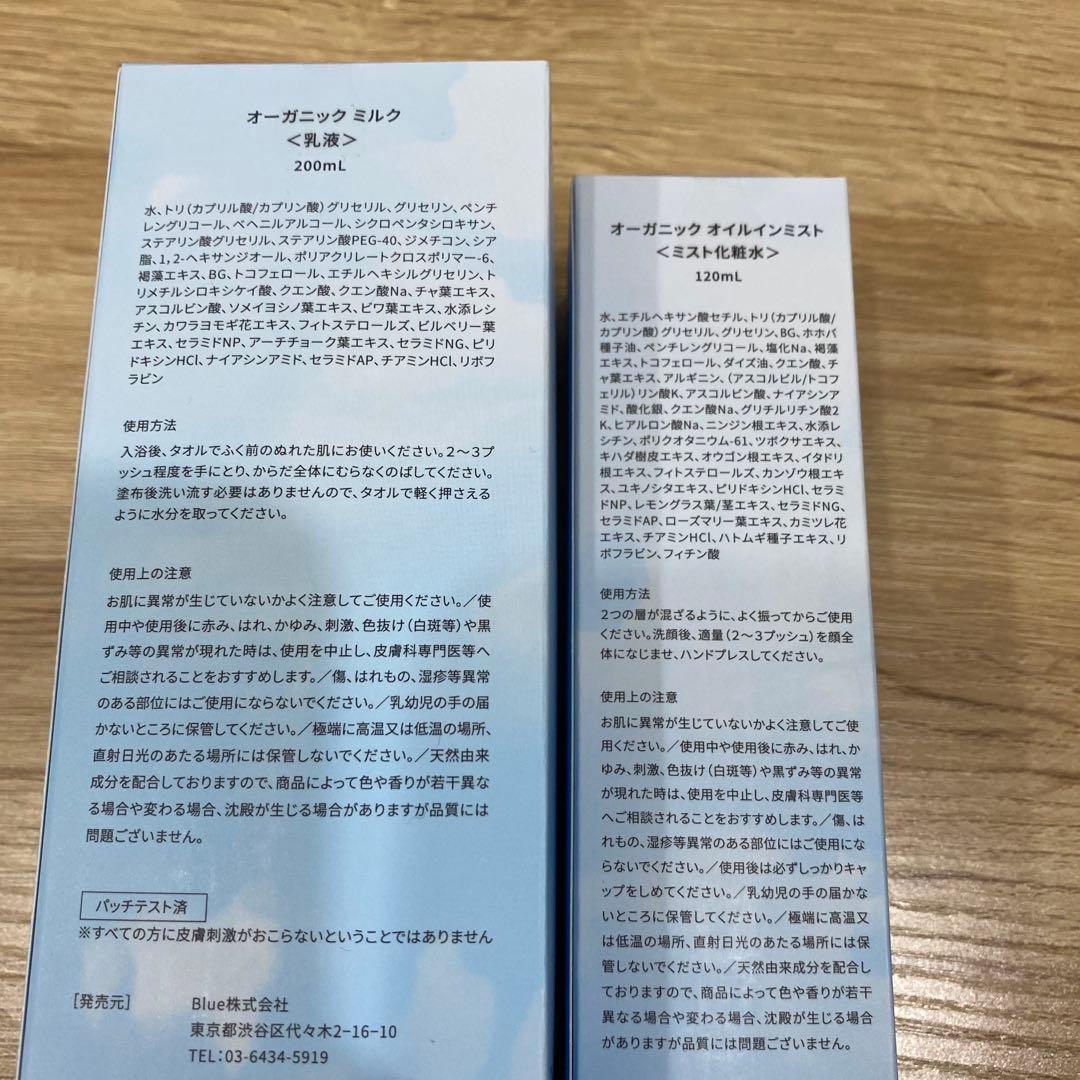 オーガニック ミルク
＜乳液＞
200mL
水、トリ（カプリル酸/カプリン酸）グリセリル、グリセリン、ペンチ
レングリコール、ベヘニルアルコール、シクロペンタシロキサン、
ステアリン酸グリセリル、ステアリン酸PEG-40、ジメチコン、シア
脂、1，2-ヘキサンジオール、ポリアクリレートクロスポリマー-6、
褐藻エキス、BG、トコフェロール、エチルヘキシルグリセリン、ト
リメチルシロキシケイ酸、クエン酸、クエン酸Na、チャ葉エキス、
アスコルビン酸、ソメイヨシノ葉エキス、ビワ葉エキス、水添レシ
チン、カワラヨモギ花エキス、フィトステロールズ、ビルベリー葉
エキス、セラミドNP、アーチチョーク葉エキス、セラミドNG、ピリ
ドキシンHCl、ナイアシンアミド、セラミドAP、チアミンHCl、リボフ
ラビン
使用方法
入浴後、タオルでふく前のぬれた肌にお使いください。2～3プ
ッシュ程度を手にとり、からだ全体にむらなくのばしてください。
塗布後洗い流す必要はありませんので、タオルで軽く押さえる
ように水分を取ってください。
使用上の注意
お肌に異常が生じていないかよく注意してご使用ください。／使
用中や使用後に赤み、はれ、かゆみ、刺激、色抜け（白斑等）や黒
ずみ等の異常が現れた時は、使用を中止し、皮膚科専門医等へ
ご相談されることをおすすめします。／傷、はれもの、湿疹等異常
のある部位にはご使用にならないでください。／乳幼児の手の届
かないところに保管してください。／極端に高温又は低温の場所、
直射日光のあたる場所には保管しないでください。／天然由来
成分を配合しておりますので、商品によって色や香りが若干異な
る場合や変わる場合、沈殿が生じる場合がありますが品質には
問題ございません。
パッチテスト済
※すべての方に皮膚刺激がおこらないということではありません
［発売元］ Blue株式会社
東京都渋谷区代々木2−16−10
TEL：03-6434-5919
オーガニック オイルインミスト
＜ミスト化粧水＞
120mL
水、エチルヘキサン酸セチル、トリ（カプリル酸/
カプリン酸）グリセリル、グリセリン、BG、ホホバ
種子油、ペンチレングリコール、塩化Na、褐藻
エキス、トコフェロール、ダイズ油、クエン酸、チ
ャ葉エキス、アルギニン、（アスコルビル/トコフ
ェリル）リン酸K、アスコルビン酸、ナイアシンア
ミド、酸化銀、クエン酸Na、グリチルリチン酸2
K、ヒアルロン酸Na、ニンジン根エキス、水添レ
シチン、ポリクオタニウム-61、ツボクサエキス、
キハダ樹皮エキス、オウゴン根エキス、イタドリ
根エキス、フィトステロールズ、カンゾウ根エキ
ス、ユキノシタエキス、ピリドキシンHCl、セラミ
ドNP、レモングラス葉/茎エキス、セラミドNG、
セラミドAP、ローズマリー葉エキス、カミツレ花
エキス、チアミンHCl、ハトムギ種子エキス、リ
ボフラビン、フィチン酸
使用方法
2つの層が混ざるように、よく振ってからご使用
ください。洗顔後、適量（2～3プッシュ）を顔全
体になじませ、ハンドプレスしてください。
使用上の注意
お肌に異常が生じていないかよく注意してご使
用ください。／使用中や使用後に赤み、はれ、か
ゆみ、刺激、色抜け（白斑等）や黒ずみ等の異常
が現れた時は、使用を中止し、皮膚科専門医等
へご相談されることをおすすめします。／傷、は
れもの、湿疹等異常のある部位にはご使用にな
らないでください。／使用後は必ずしっかりキャ
ップをしめてください。／乳幼児の手の届かな
いところに保管してください。／極端に高温又
は低温の場所、直射日光のあたる場所には保
管しないでください。／天然由来成分を配合し
ておりますので、商品によって色や香りが若干
異なる場合や変わる場合、沈殿が生じる場合
がありますが品質には問題ございません。